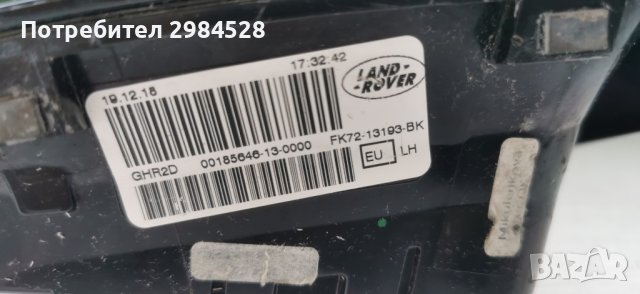 Потребител 2984528
19.12.16
17:32:42
LAND-
-ROVER
GHR2D 00185646-13-0000 FK72-13193-BK
EU LH
BAZAR
bg